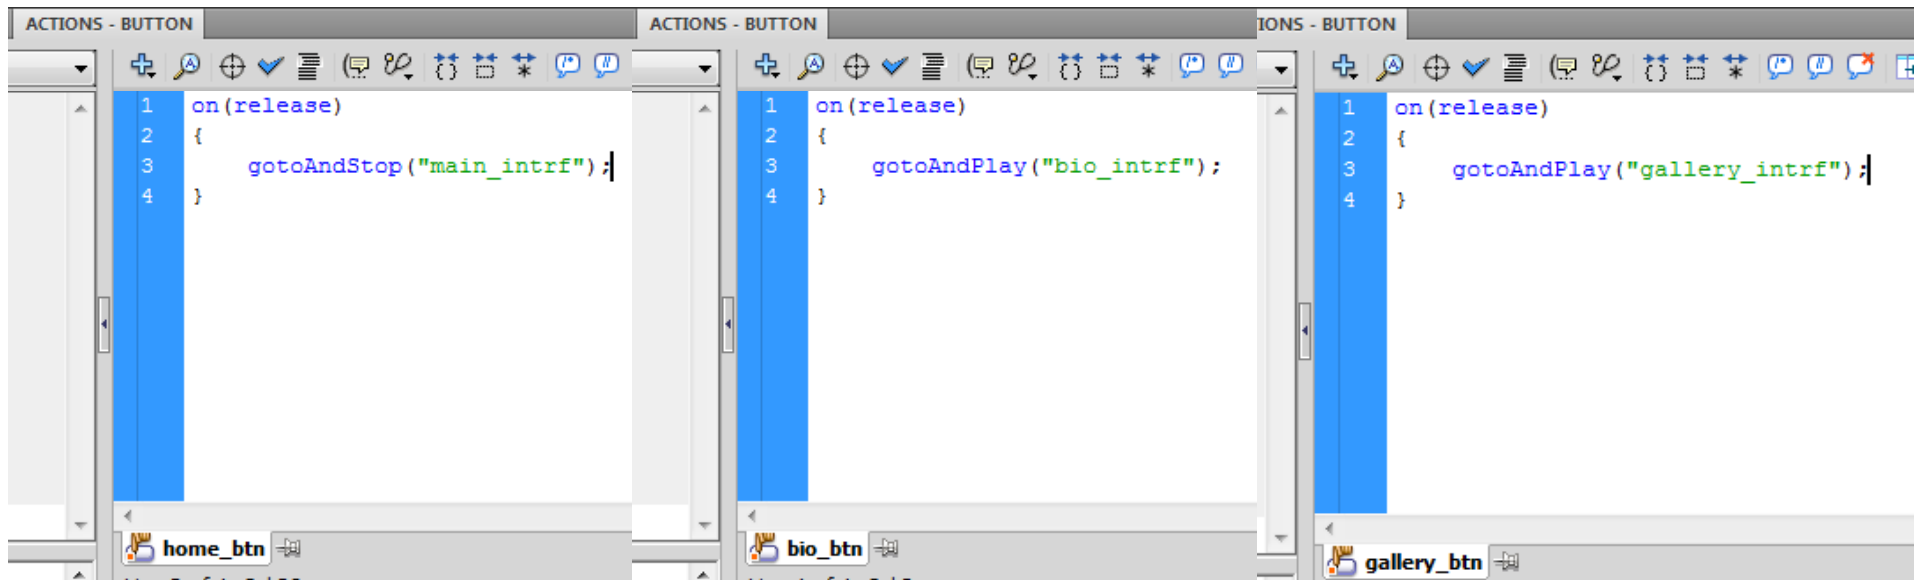 ACTIONS - BUTTON
1 on(release)
2 {
3 gotoAndStop("main_intrf");
4 }
home_btn
ACTIONS - BUTTON
1 on(release)
2 {
3 gotoAndPlay("bio_intrf");
4 }
bio_btn
IONS - BUTTON
1 on(release)
2 {
3 gotoAndPlay("gallery_intrf");
4 }
gallery_btn